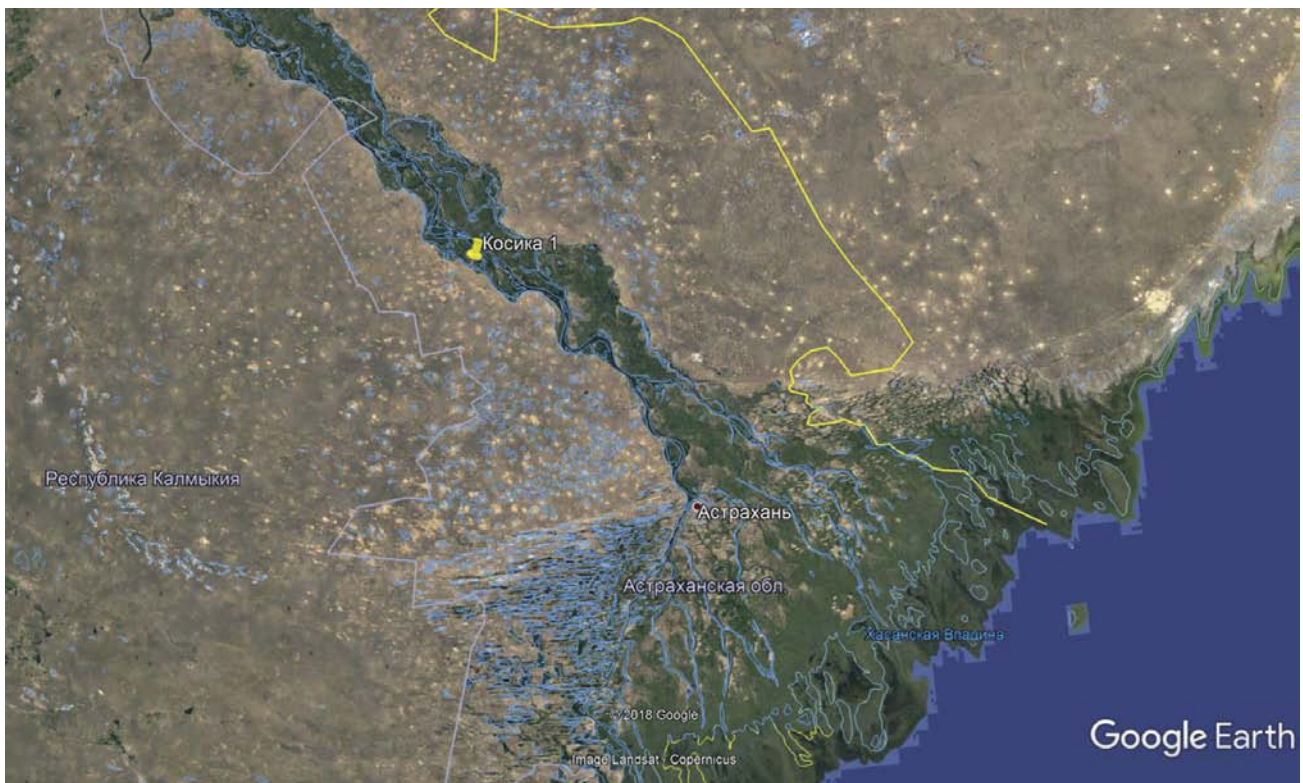 Косика 1
Республика Калмыкия
Астрахань
Астраханская обл.
Хасанская Впадина
© 2018 Google
Image Landsat - Copernicus
Google Earth